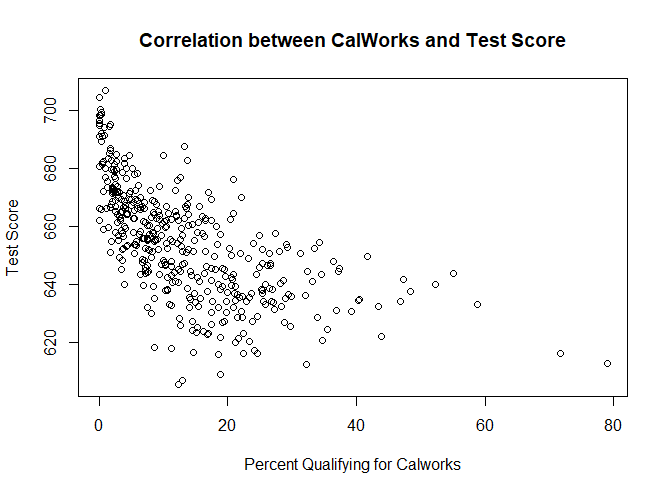 Correlation between CalWorks and Test Score
Test Score
700
680
660
640
620
0 20 40 60 80
Percent Qualifying for Calworks